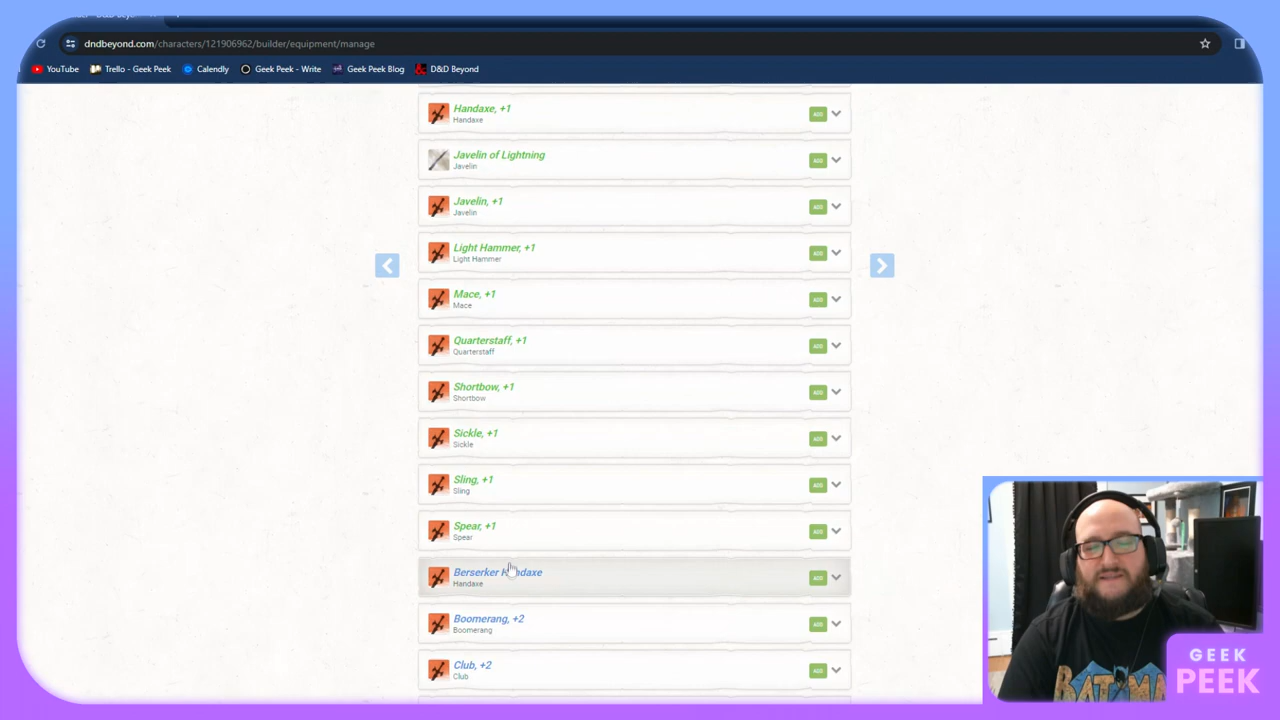 dndbeyond.com/characters/121906962/builder/equipment/manage
YouTube Trello - Geek Peek Calendly Geek Peek - Write Geek Peek Blog D&D Beyond
Handaxe, +1
Handaxe
ADD
Javelin of Lightning
Javelin
ADD
Javelin, +1
Javelin
ADD
Light Hammer, +1
Light Hammer
ADD
Mace, +1
Mace
ADD
Quarterstaff, +1
Quarterstaff
ADD
Shortbow, +1
Shortbow
ADD
Sickle, +1
Sickle
ADD
Sling, +1
Sling
ADD
Spear, +1
Spear
ADD
Berserker Handaxe
Handaxe
ADD
Boomerang, +2
Boomerang
ADD
Club, +2
Club
ADD
BATMA
GEEK
PEEK